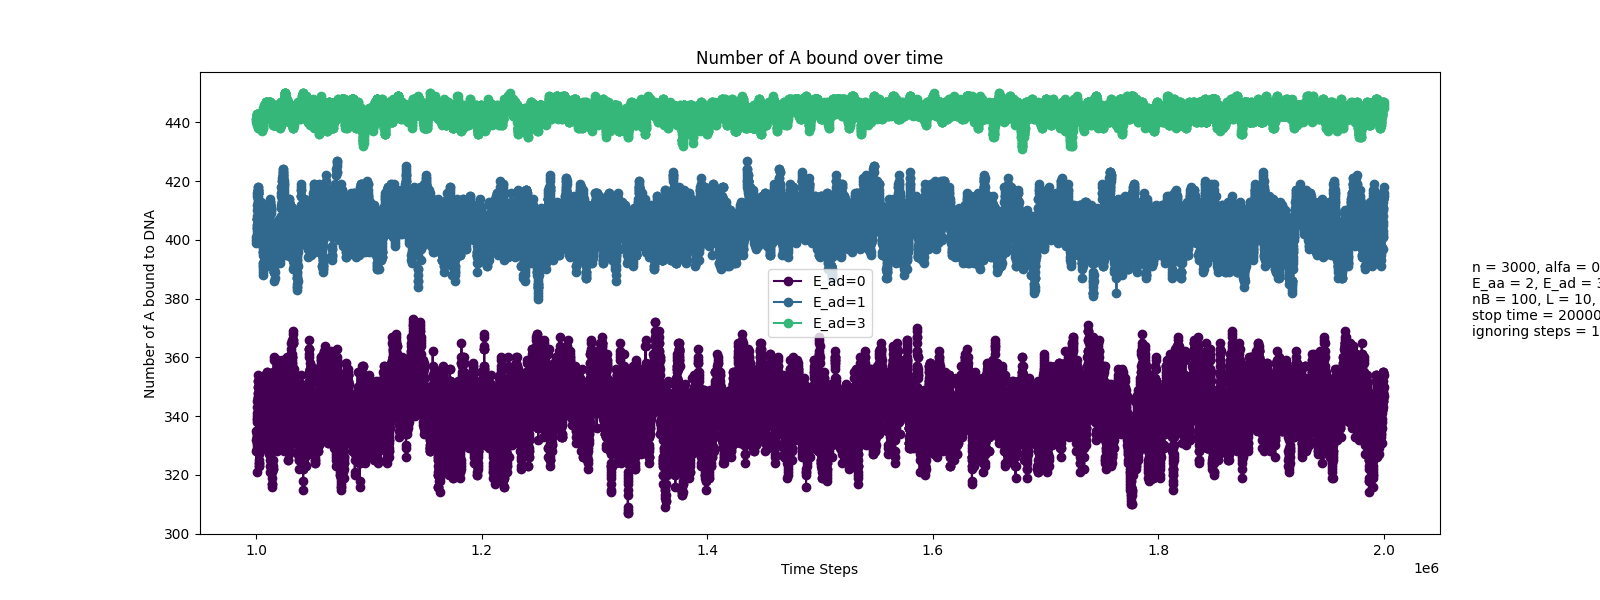 Number of A bound over time
Number of A bound to DNA
440
420
400
380
360
340
320
300
E_ad=0
E_ad=1
E_ad=3
1.0
1.2
1.4
1.6
1.8
2.0
1e6
Time Steps
n = 3000, alfa = 0
E_aa = 2, E_ad = 3
nB = 100, L = 10,
stop time = 20000
ignoring steps = 1